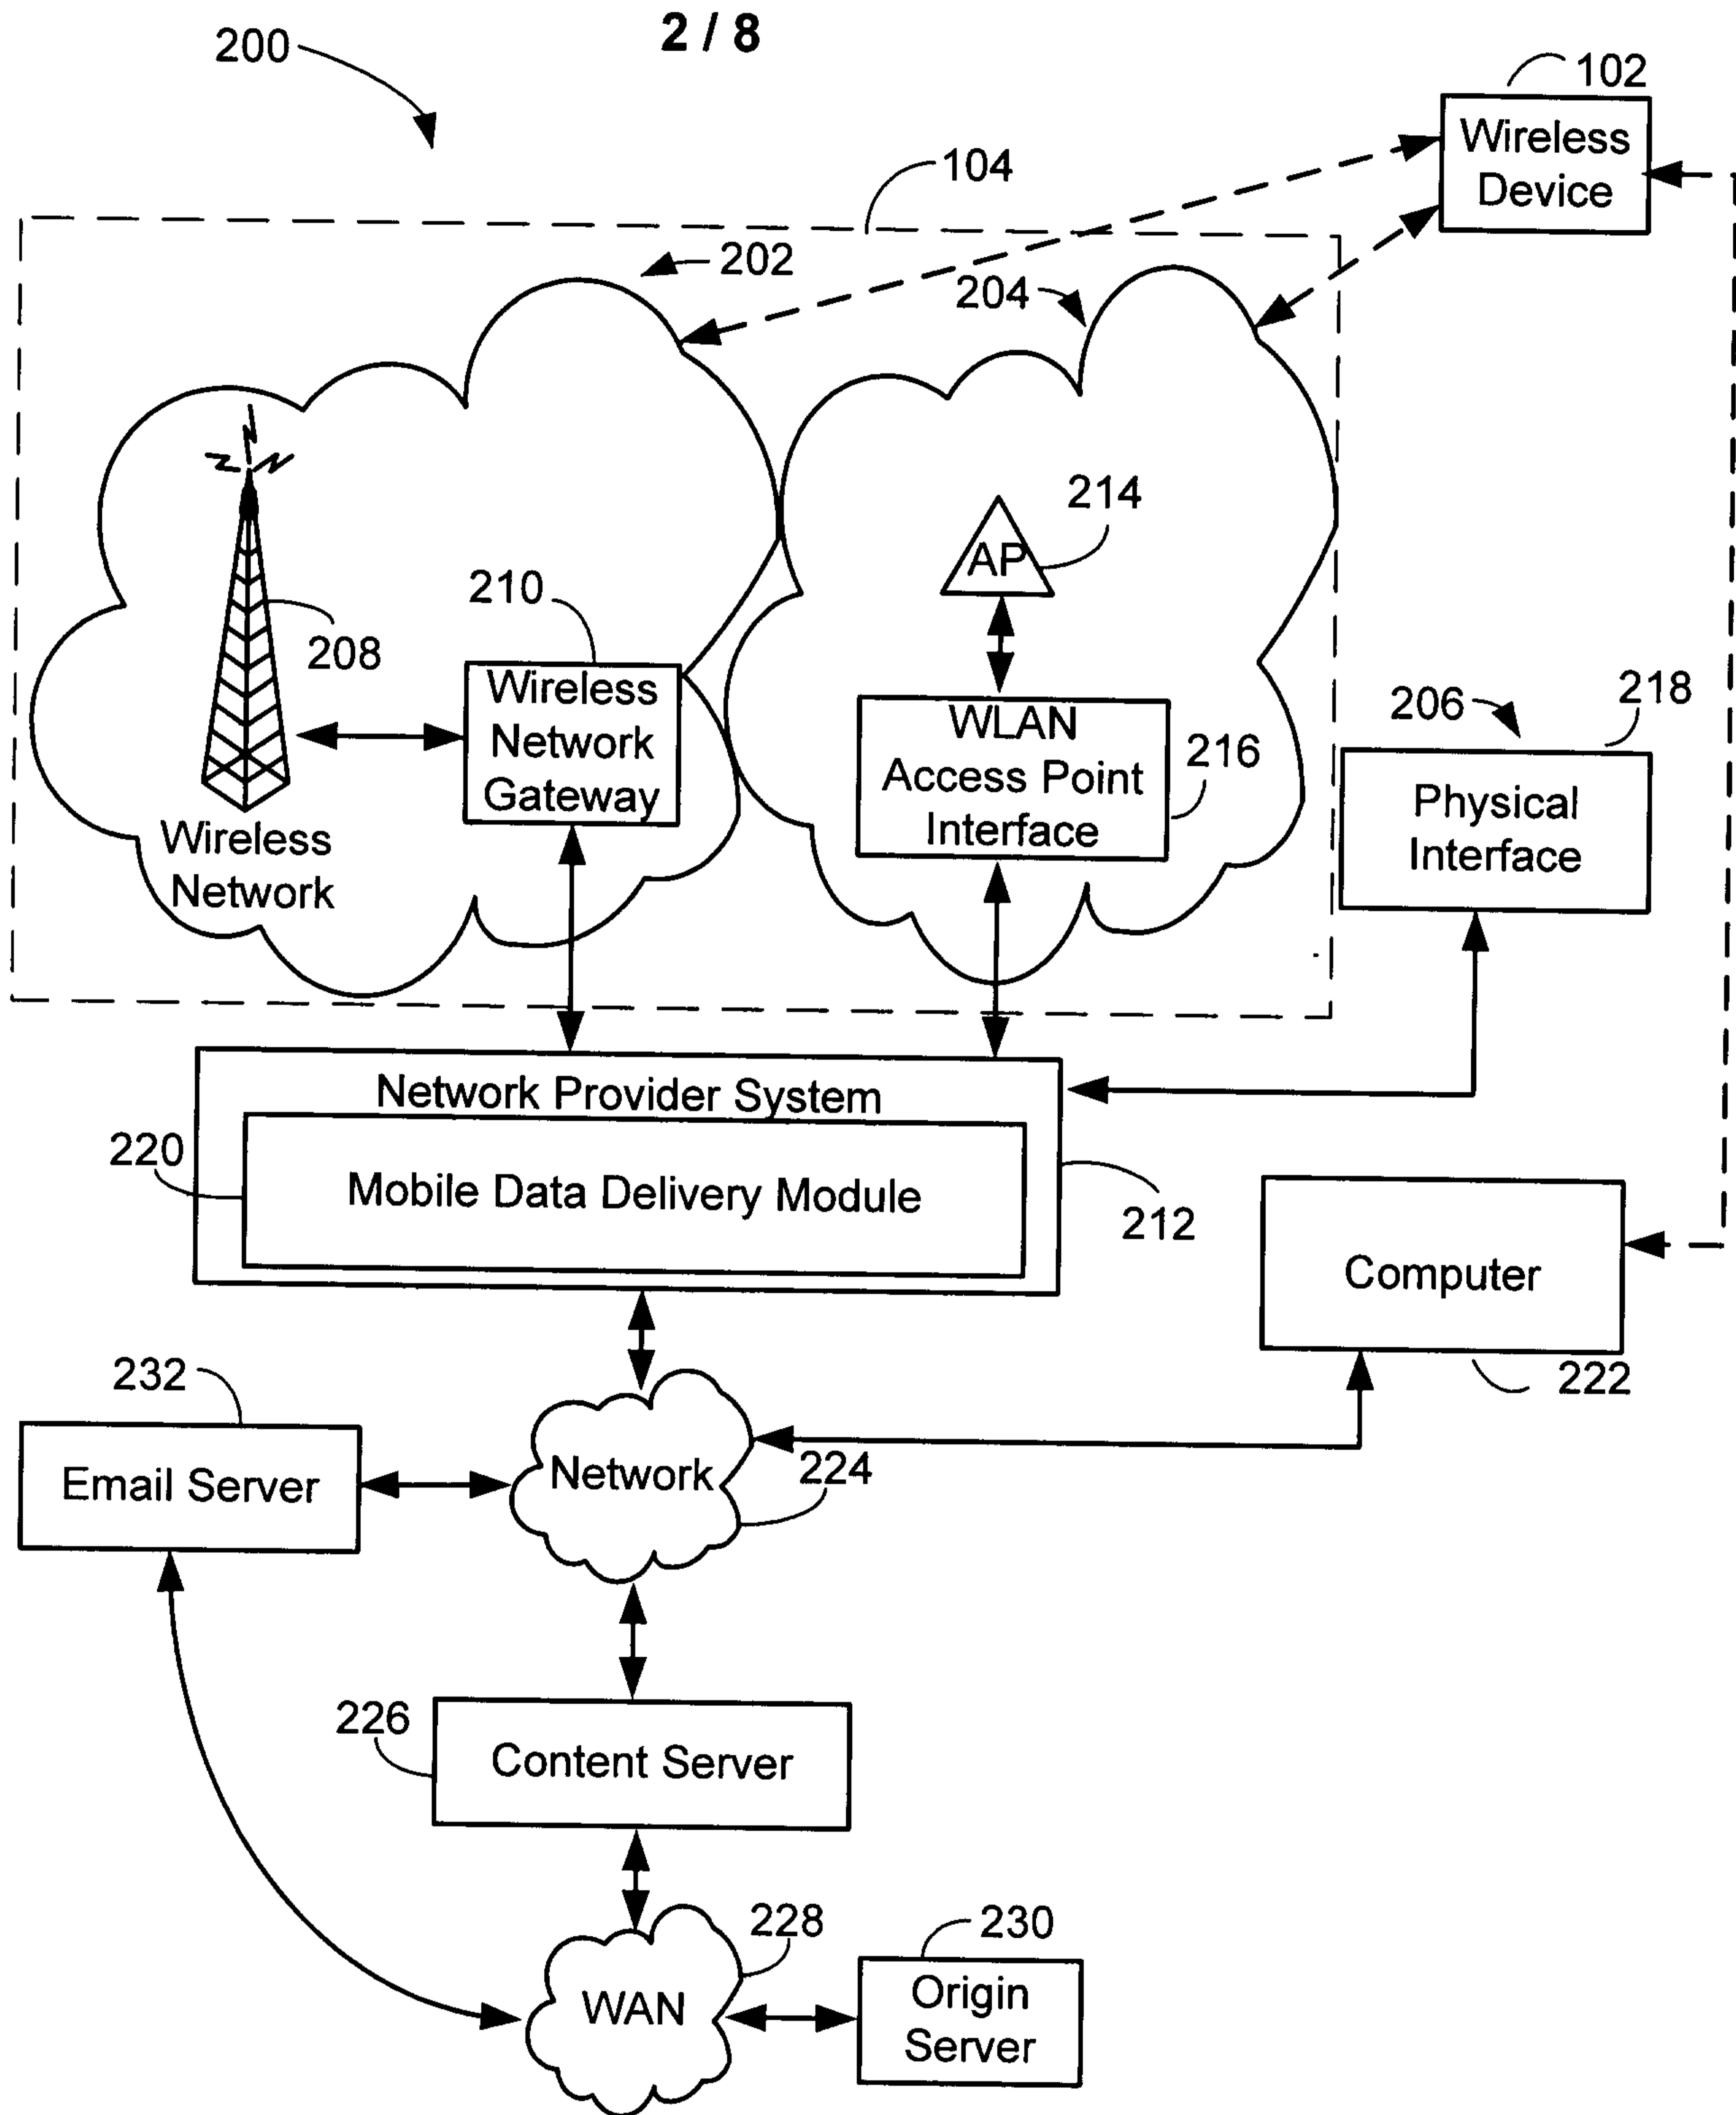 2 / 8
200
102
Wireless
Device
104
202
204
214
AP
210
208
Wireless
Network
Gateway
WLAN
Access Point
Interface
216
206
218
Physical
Interface
Wireless
Network
Network Provider System
220
Mobile Data Delivery Module
212
Computer
222
232
Email Server
Network
224
226
Content Server
228
WAN
230
Origin
Server